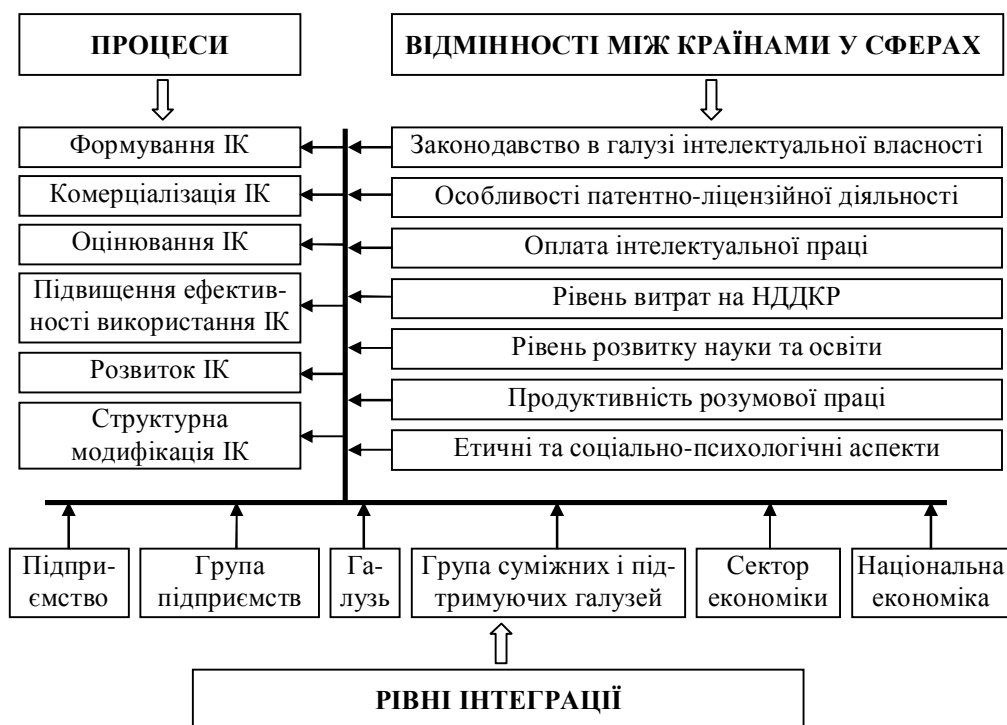 ПРОЦЕСИ
ВІДМІННОСТІ МІЖ КРАЇНАМИ У СФЕРАХ
Формування ІК
Комерціалізація ІК
Оцінювання ІК
Підвищення ефектив-
ності використання ІК
Розвиток ІК
Структурна
модифікація ІК
Законодавство в галузі інтелектуальної власності
Особливості патентно-ліцензійної діяльності
Оплата інтелектуальної праці
Рівень витрат на НДДКР
Рівень розвитку науки та освіти
Продуктивність розумової праці
Етичні та соціально-психологічні аспекти
Підпри-
ємство
Група
підприємств
Га-
лузь
Група суміжних і під-
тримуючих галузей
Сектор
економіки
Національна
економіка
РІВНІ ІНТЕГРАЦІЇ